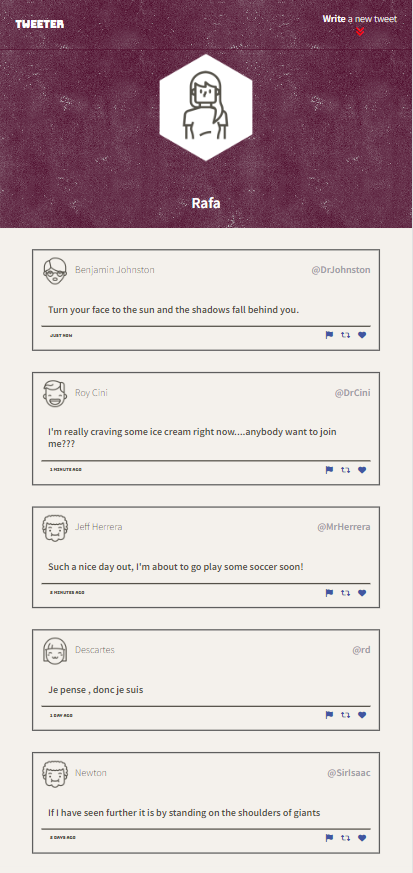 TWEETER
Write a new tweet
Rafa
Benjamin Johnston @DrJohnston
Turn your face to the sun and the shadows fall behind you.
JUST NOW
Roy Cini @DrCini
I'm really craving some ice cream right now....anybody want to join
me???
1 MINUTE AGO
Jeff Herrera @MrHerrera
Such a nice day out, I'm about to go play some soccer soon!
MINUTES AGO
Descartes @rd
Je pense , donc je suis
1 DAY AGO
Newton @SirIsaac
If I have seen further it is by standing on the shoulders of giants
DAYS AGO